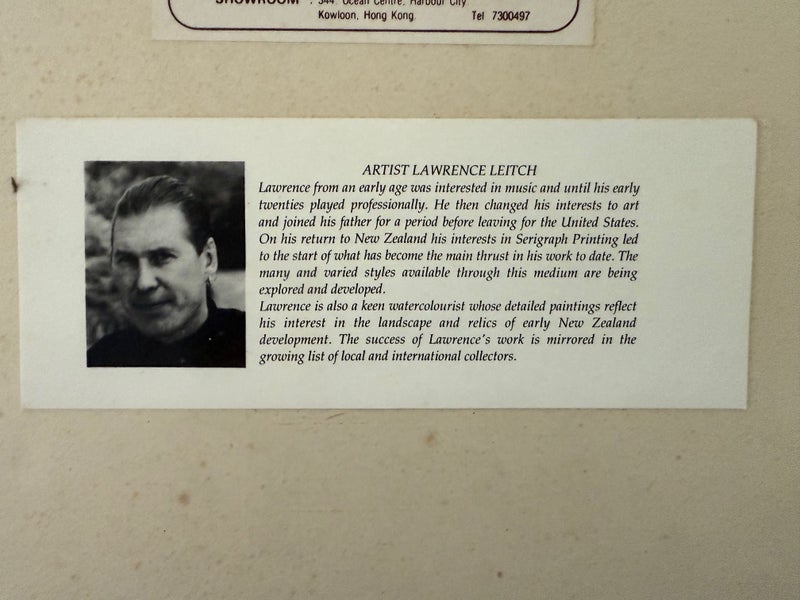 SHOWROOM : 344. Ocean Centre, Harbour City
Kowloon, Hong Kong. Tel 7300497
ARTIST LAWRENCE LEITCH
Lawrence from an early age was interested in music and until his early
twenties played professionally. He then changed his interests to art
and joined his father for a period before leaving for the United States.
On his return to New Zealand his interests in Serigraph Printing led
to the start of what has become the main thrust in his work to date. The
many and varied styles available through this medium are being
explored and developed.
Lawrence is also a keen watercolourist whose detailed paintings reflect
his interest in the landscape and relics of early New Zealand
development. The success of Lawrence's work is mirrored in the
growing list of local and international collectors.